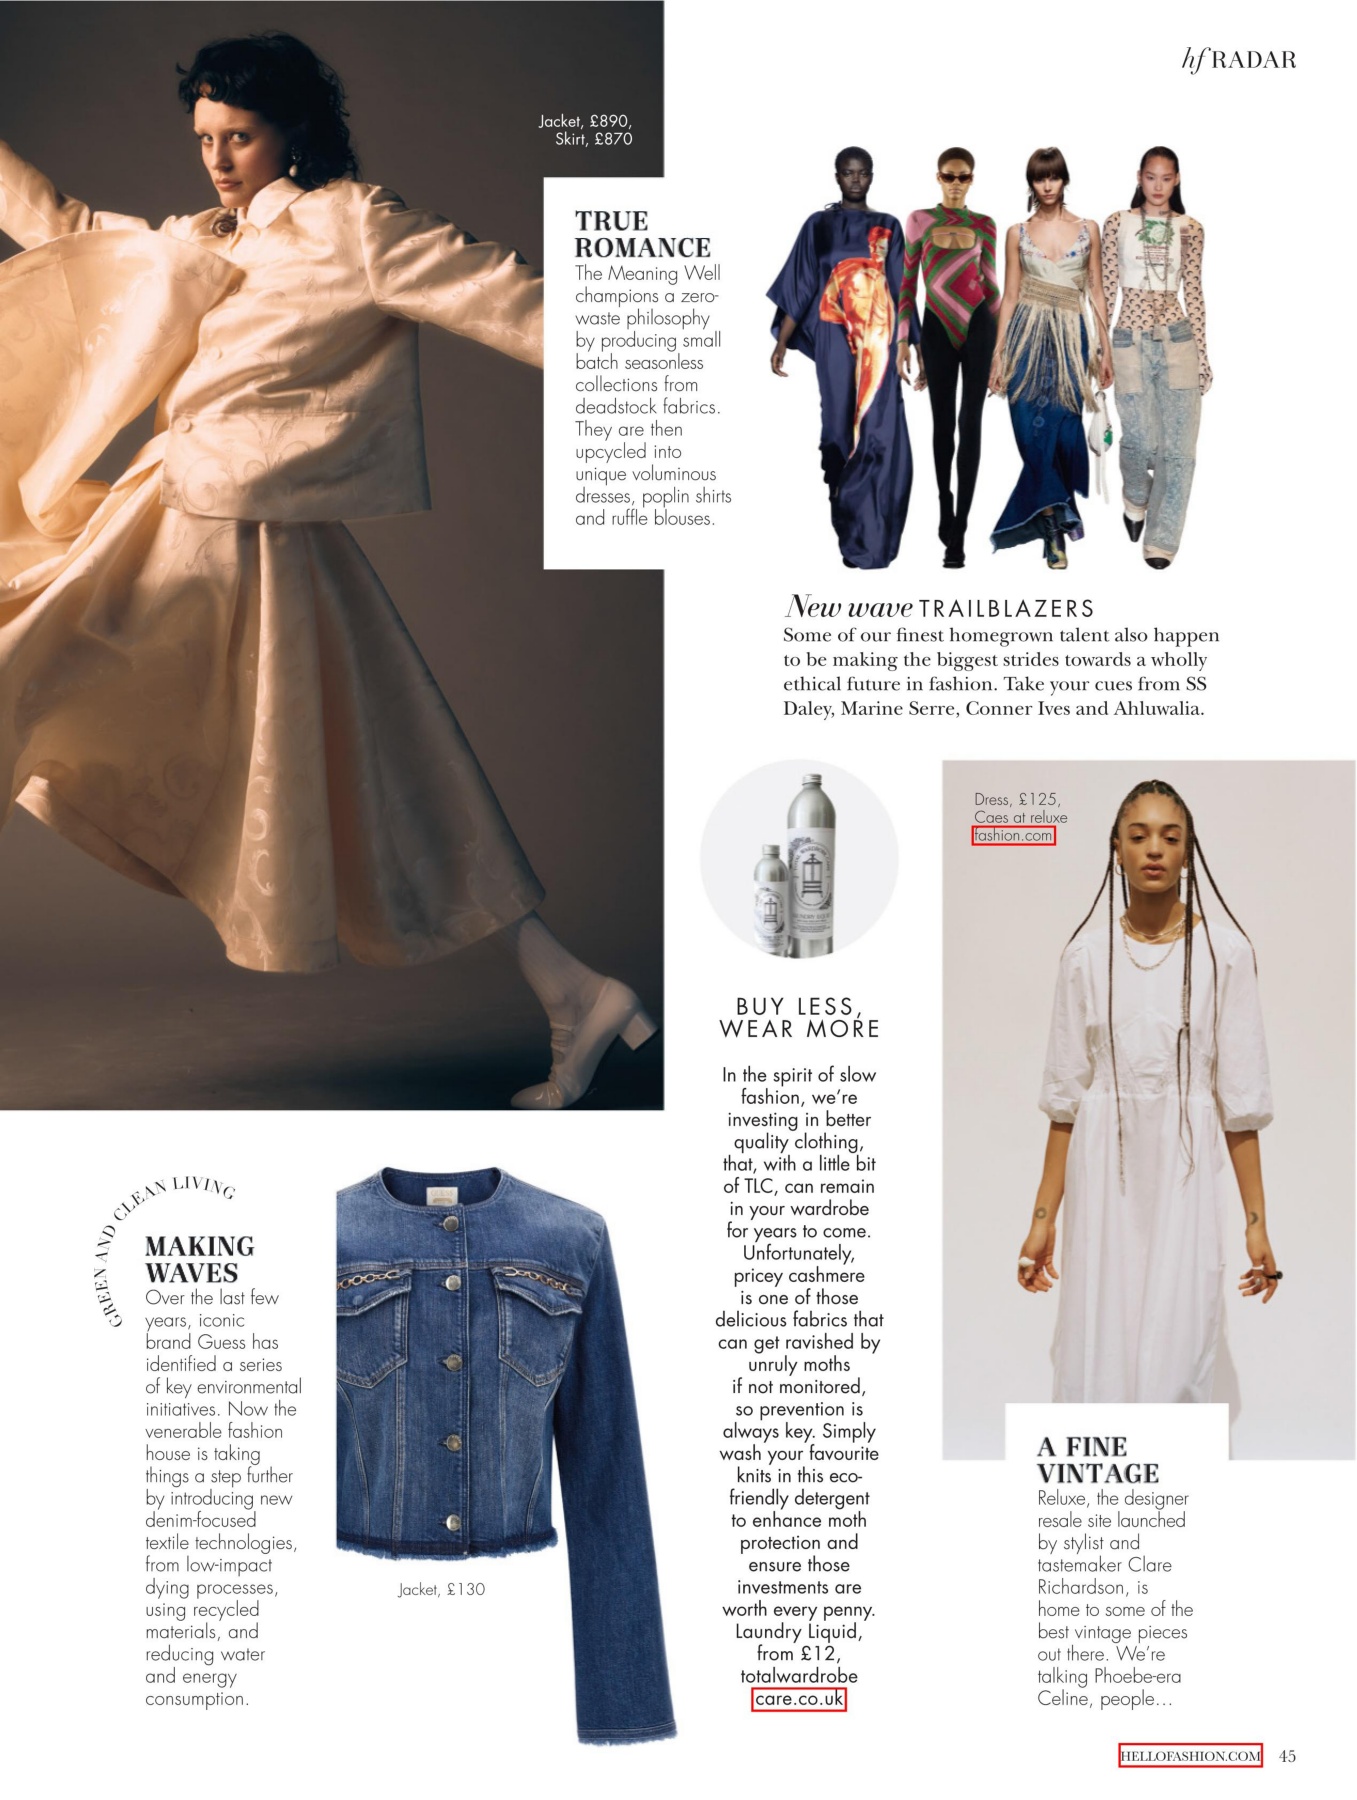 hf RADAR
Jacket, £890,
Skirt, £870
TRUE
ROMANCE
The Meaning Well
champions a zero-
waste philosophy
by producing small
batch seasonless
collections from
deadstock fabrics.
They are then
upcycled into
unique voluminous
dresses, poplin shirts
and ruffle blouses.
New wave TRAILBLAZERS
Some of our finest homegrown talent also happen
to be making the biggest strides towards a wholly
ethical future in fashion. Take your cues from SS
Daley, Marine Serre, Conner Ives and Ahluwalia.
BUY LESS,
WEAR MORE
In the spirit of slow
fashion, we’re
investing in better
quality clothing,
that, with a little bit
of TLC, can remain
in your wardrobe
for years to come.
Unfortunately,
pricey cashmere
is one of those
delicious fabrics that
can get ravished by
unruly moths
if not monitored,
so prevention is
always key. Simply
wash your favourite
knits in this eco-
friendly detergent
to enhance moth
protection and
ensure those
investments are
worth every penny.
Laundry Liquid,
from £12,
totalwardrobe
care.co.uk
Dress, £125,
Caes at reluxe
fashion.com
A FINE
VINTAGE
Reluxe, the designer
resale site launched
by stylist and
tastemaker Clare
Richardson, is
home to some of the
best vintage pieces
out there. We’re
talking Phoebe-era
Celine, people…
GREEN AND CLEAN LIVING
MAKING
WAVES
Over the last few
years, iconic
brand Guess has
identified a series
of key environmental
initiatives. Now the
venerable fashion
house is taking
things a step further
by introducing new
denim-focused
textile technologies,
from low-impact
dying processes,
using recycled
materials, and
reducing water
and energy
consumption.
Jacket, £130
HELLOFASHION.COM 45